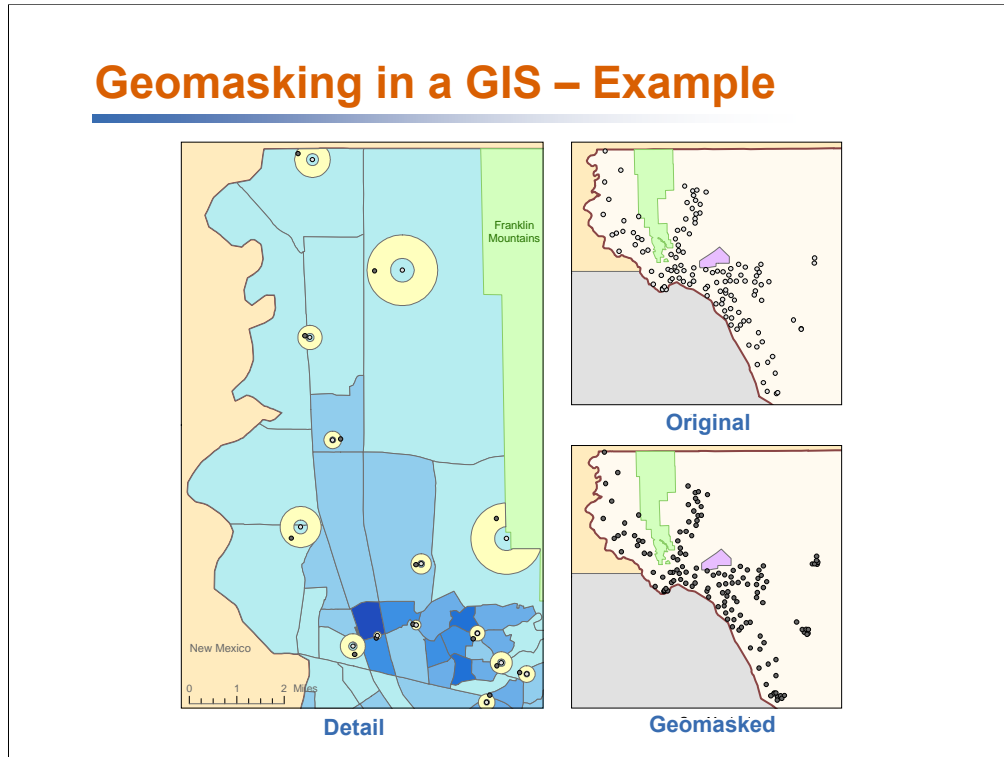 Geomasking in a GIS – Example
Franklin
Mountains
New Mexico
0 1 2 Miles
Detail
Original
Geomasked